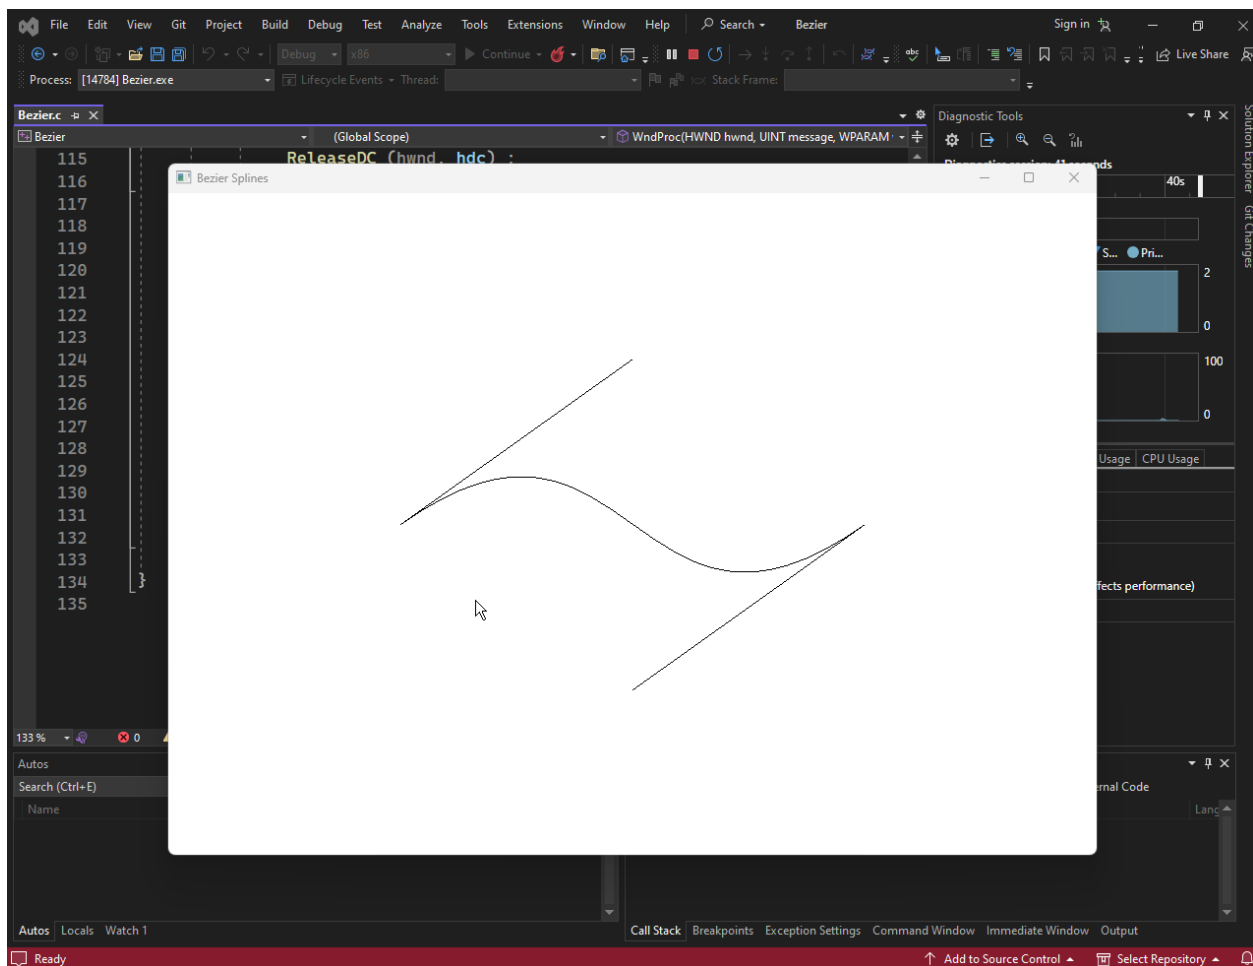 File Edit View Git Project Build Debug Test Analyze Tools Extensions Window Help Search Bezier Sign in
Debug x86 Continue Live Share
Process: [14784] Bezier.exe Lifecycle Events Thread: Stack Frame:
Bezier.c
Diagnostic Tools
Bezier (Global Scope) WndProc(HWND hwnd, UINT message, WPARAM
115 ReleaseDC (hwnd, hdc) ;
116
117
118
119
120
121
122
123
124
125
126
127
128
129
130
131
132
133
134 }
135
Bezier Splines
40s
S... Pri...
2
0
100
0
Usage CPU Usage
ffects performance)
Solution Explorer
Git Changes
133 % 0
Autos
Search (Ctrl+E)
Name
rnal Code
Lang
Autos Locals Watch 1
Call Stack Breakpoints Exception Settings Command Window Immediate Window Output
Ready
Add to Source Control Select Repository